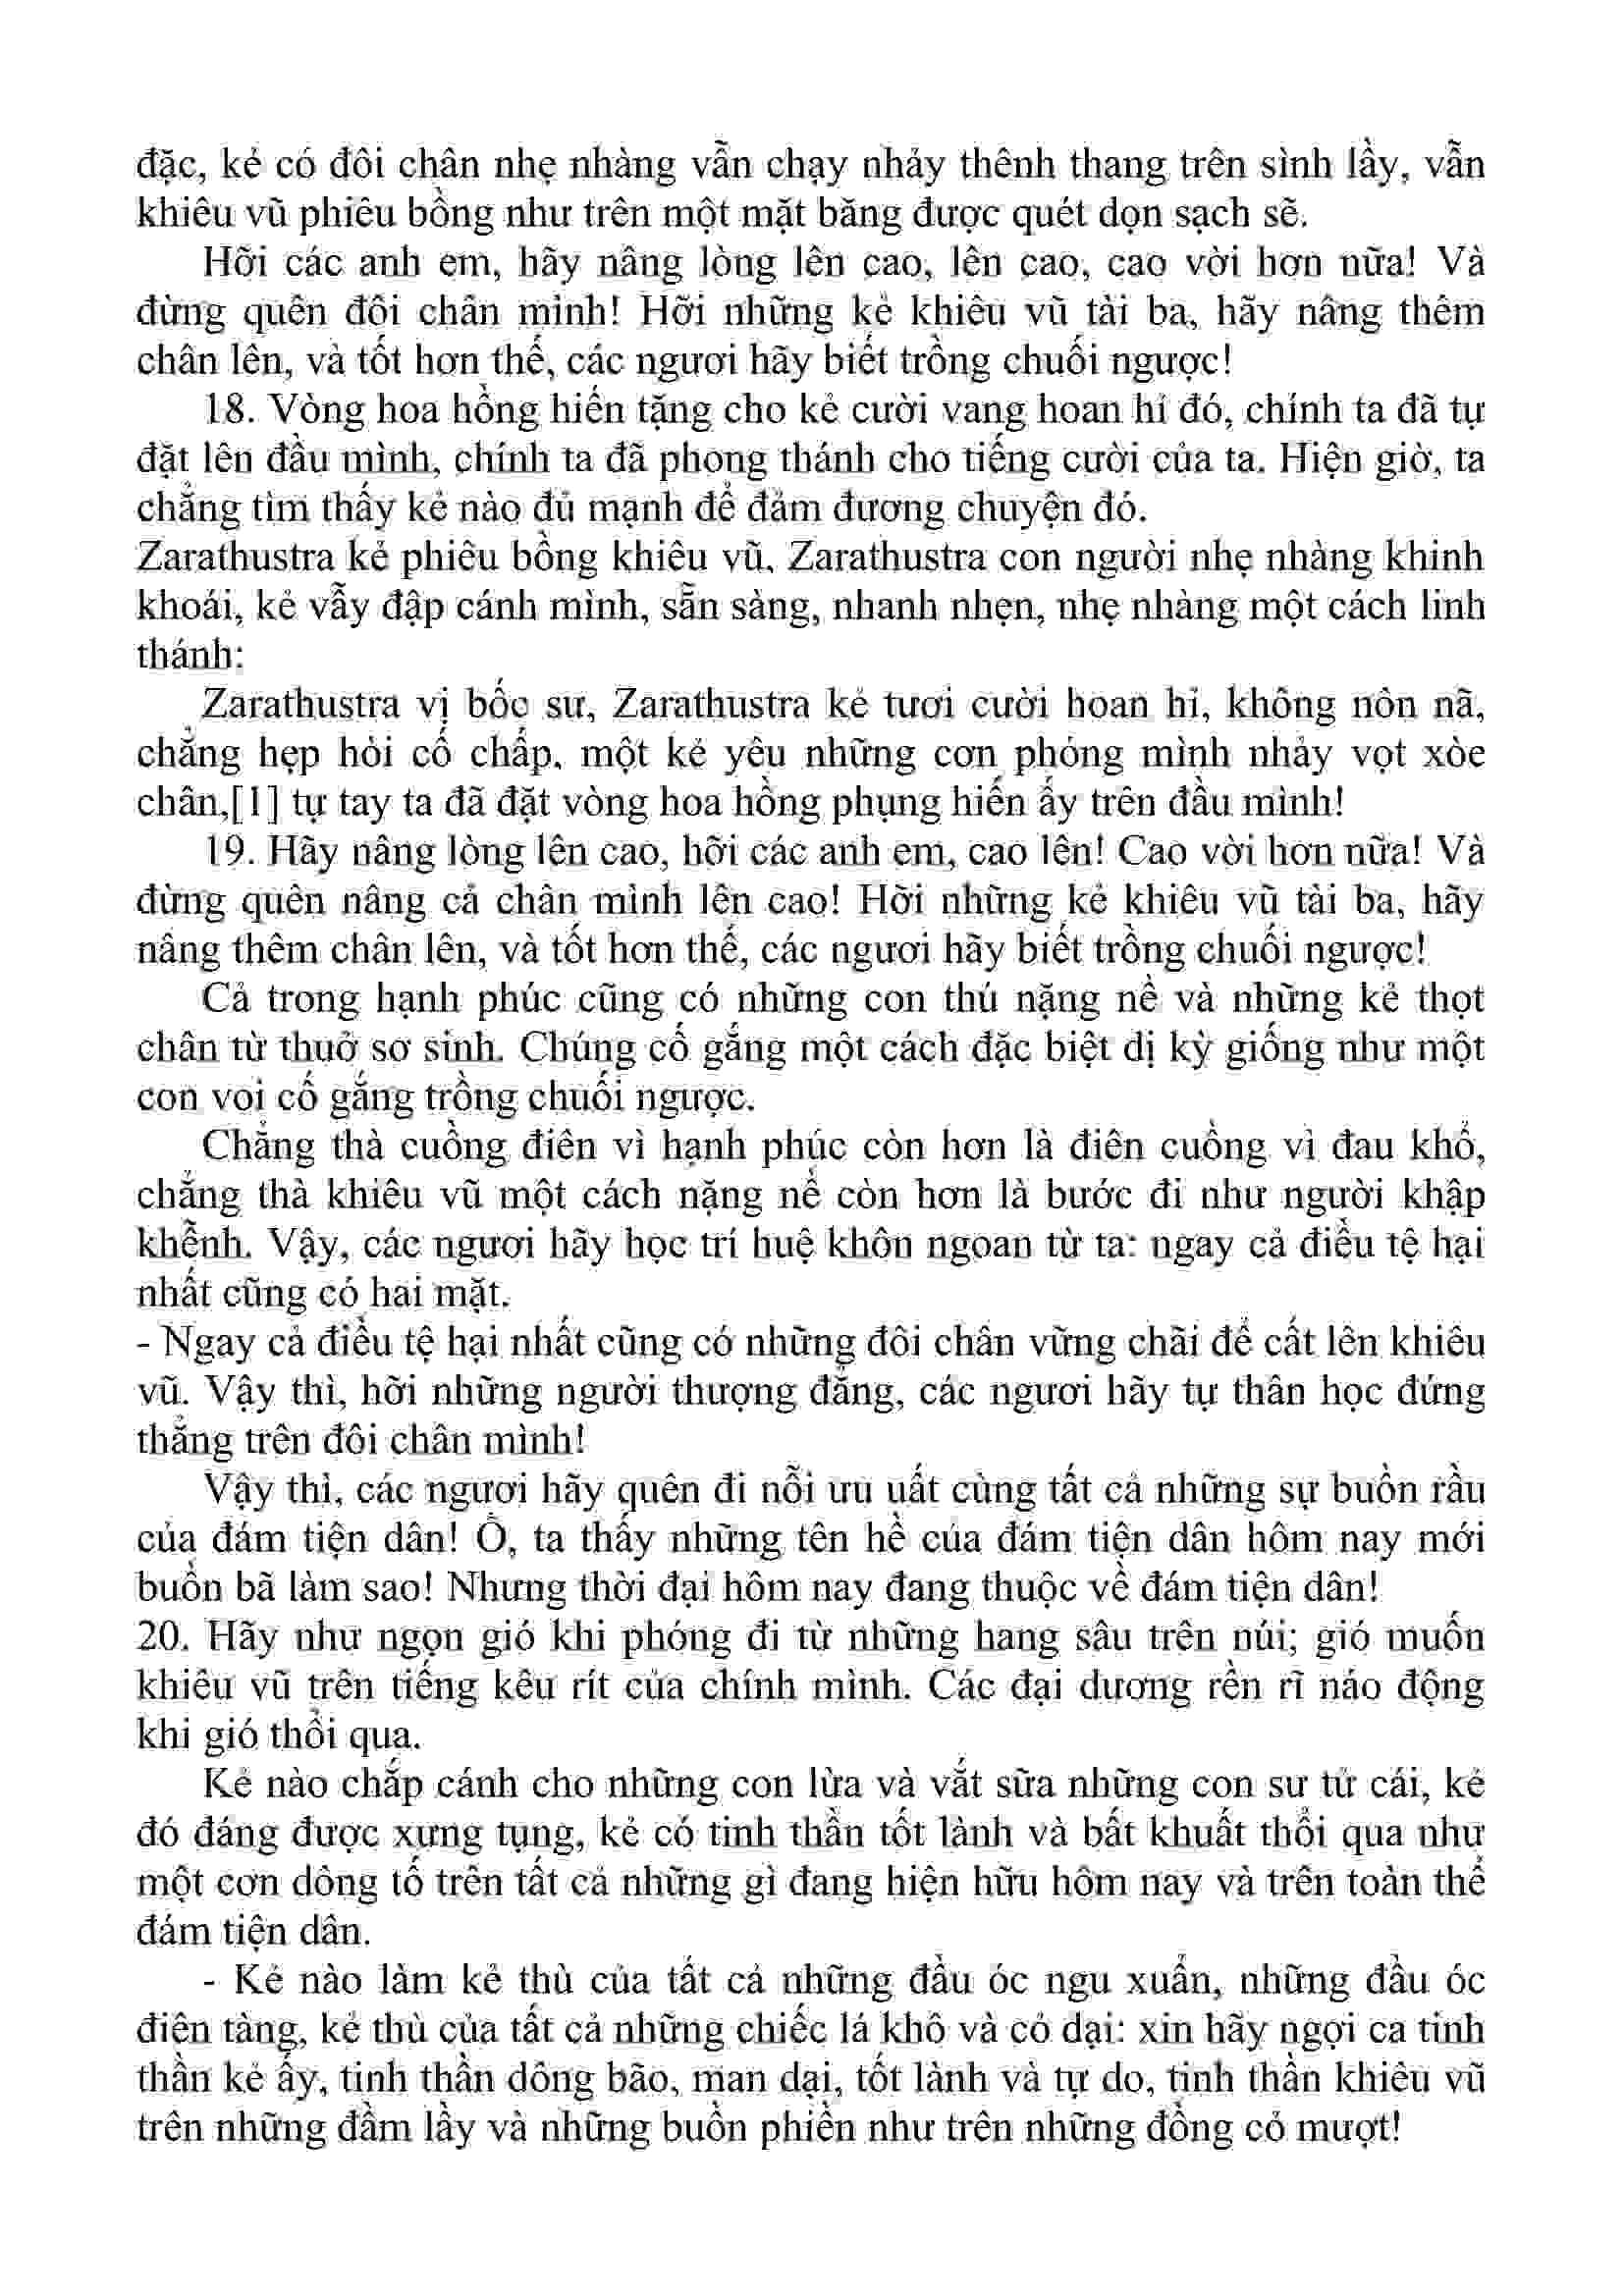 đặc, kẻ có đôi chân nhẹ nhàng vẫn chạy nhảy thênh thang trên sình lầy, vẫn
khiêu vũ phiêu bồng như trên một mặt băng được quét dọn sạch sẽ.
Hỡi các anh em, hãy nâng lòng lên cao, lên cao, cao vời hơn nữa! Và
đừng quên đôi chân mình! Hỡi những kẻ khiêu vũ tài ba, hãy nâng thêm
chân lên, và tốt hơn thế, các ngươi hãy biết trồng chuối ngược!
18. Vòng hoa hồng hiến tặng cho kẻ cười vang hoan hỉ đó, chính ta đã tự
đặt lên đầu mình, chính ta đã phong thánh cho tiếng cười của ta. Hiện giờ, ta
chẳng tìm thấy kẻ nào đủ mạnh để đảm đương chuyện đó.
Zarathustra kẻ phiêu bồng khiêu vũ, Zarathustra con người nhẹ nhàng khinh
khoái, kẻ vẫy đập cánh mình, sẵn sàng, nhanh nhẹn, nhẹ nhàng một cách linh
thánh:
Zarathustra vị bốc sư, Zarathustra kẻ tươi cười hoan hỉ, không nôn nã,
chẳng hẹp hòi cố chấp, một kẻ yêu những cơn phóng mình nhảy vọt xòe
chân,[1] tự tay ta đã đặt vòng hoa hồng phụng hiến ấy trên đầu mình!
19. Hãy nâng lòng lên cao, hỡi các anh em, cao lên! Cao vời hơn nữa! Và
đừng quên nâng cả chân mình lên cao! Hỡi những kẻ khiêu vũ tài ba, hãy
nâng thêm chân lên, và tốt hơn thế, các ngươi hãy biết trồng chuối ngược!
Cả trong hạnh phúc cũng có những con thú nặng nề và những kẻ thọt
chân từ thuở sơ sinh. Chúng cố gắng một cách đặc biệt dị kỳ giống như một
con voi cố gắng trồng chuối ngược.
Chẳng thà cuồng điên vì hạnh phúc còn hơn là điên cuồng vì đau khổ,
chẳng thà khiêu vũ một cách nặng nề còn hơn là bước đi như người khập
khễnh. Vậy, các ngươi hãy học trí huệ khôn ngoan từ ta: ngay cả điều tệ hại
nhất cũng có hai mặt.
- Ngay cả điều tệ hại nhất cũng có những đôi chân vững chãi để cất lên khiêu
vũ. Vậy thì, hỡi những người thượng đẳng, các ngươi hãy tự thân học đứng
thẳng trên đôi chân mình!
Vậy thì, các ngươi hãy quên đi nỗi ưu uất cùng tất cả những sự buồn rầu
của đám tiện dân! Ồ, ta thấy những tên hề của đám tiện dân hôm nay mới
buồn bã làm sao! Nhưng thời đại hôm nay đang thuộc về đám tiện dân!
20. Hãy như ngọn gió khi phóng đi từ những hang sâu trên núi; gió muốn
khiêu vũ trên tiếng kêu rít của chính mình. Các đại dương rền rĩ náo động
khi gió thổi qua.
Kẻ nào chắp cánh cho những con lừa và vắt sữa những con sư tử cái, kẻ
đó đáng được xưng tụng, kẻ có tinh thần tốt lành và bất khuất thổi qua như
một cơn dông tố trên tất cả những gì đang hiện hữu hôm nay và trên toàn thể
đám tiện dân.
- Kẻ nào làm kẻ thù của tất cả những đầu óc ngu xuẩn, những đầu óc
điện tàng, kẻ thù của tất cả những chiếc lá khô và cỏ dại: xin hãy ngợi ca tinh
thần kẻ ấy, tinh thần dông bão, man dại, tốt lành và tự do, tinh thần khiêu vũ
trên những đầm lầy và những buồn phiền như trên những đồng cỏ mượt!